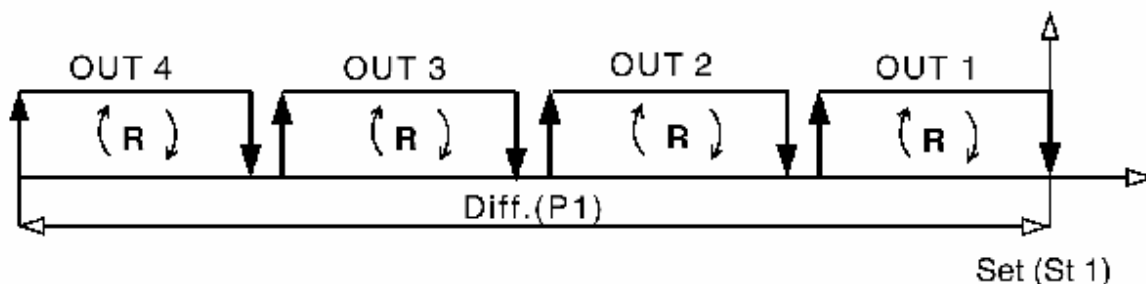 OUT 4 OUT 3 OUT 2 OUT 1
R R R R
Diff.(P1)
Set (St 1)